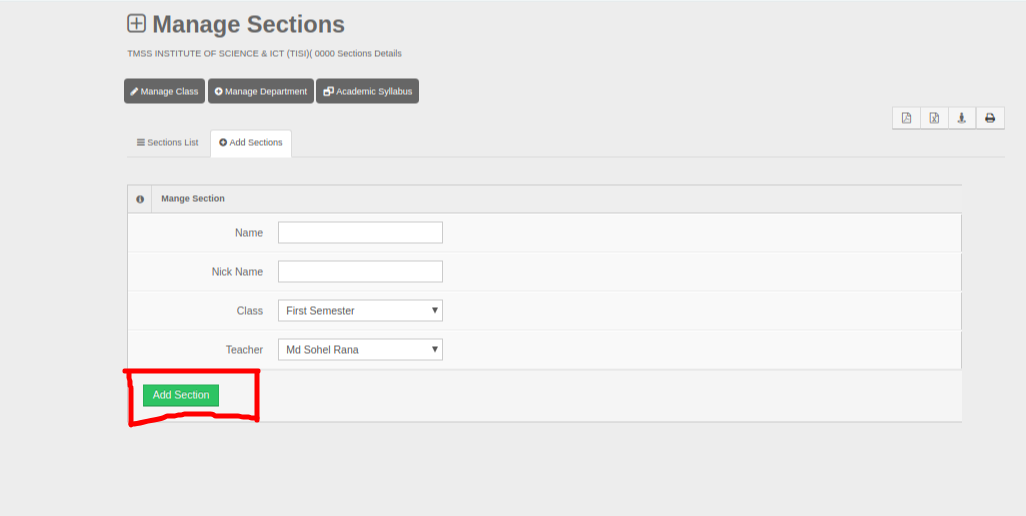 Manage Sections
TMSS INSTITUTE OF SCIENCE & ICT (TISI)( 0000 Sections Details
Manage Class Manage Department Academic Syllabus
Sections List Add Sections
Mange Section
Name
Nick Name
Class First Semester
Teacher Md Sohel Rana
Add Section